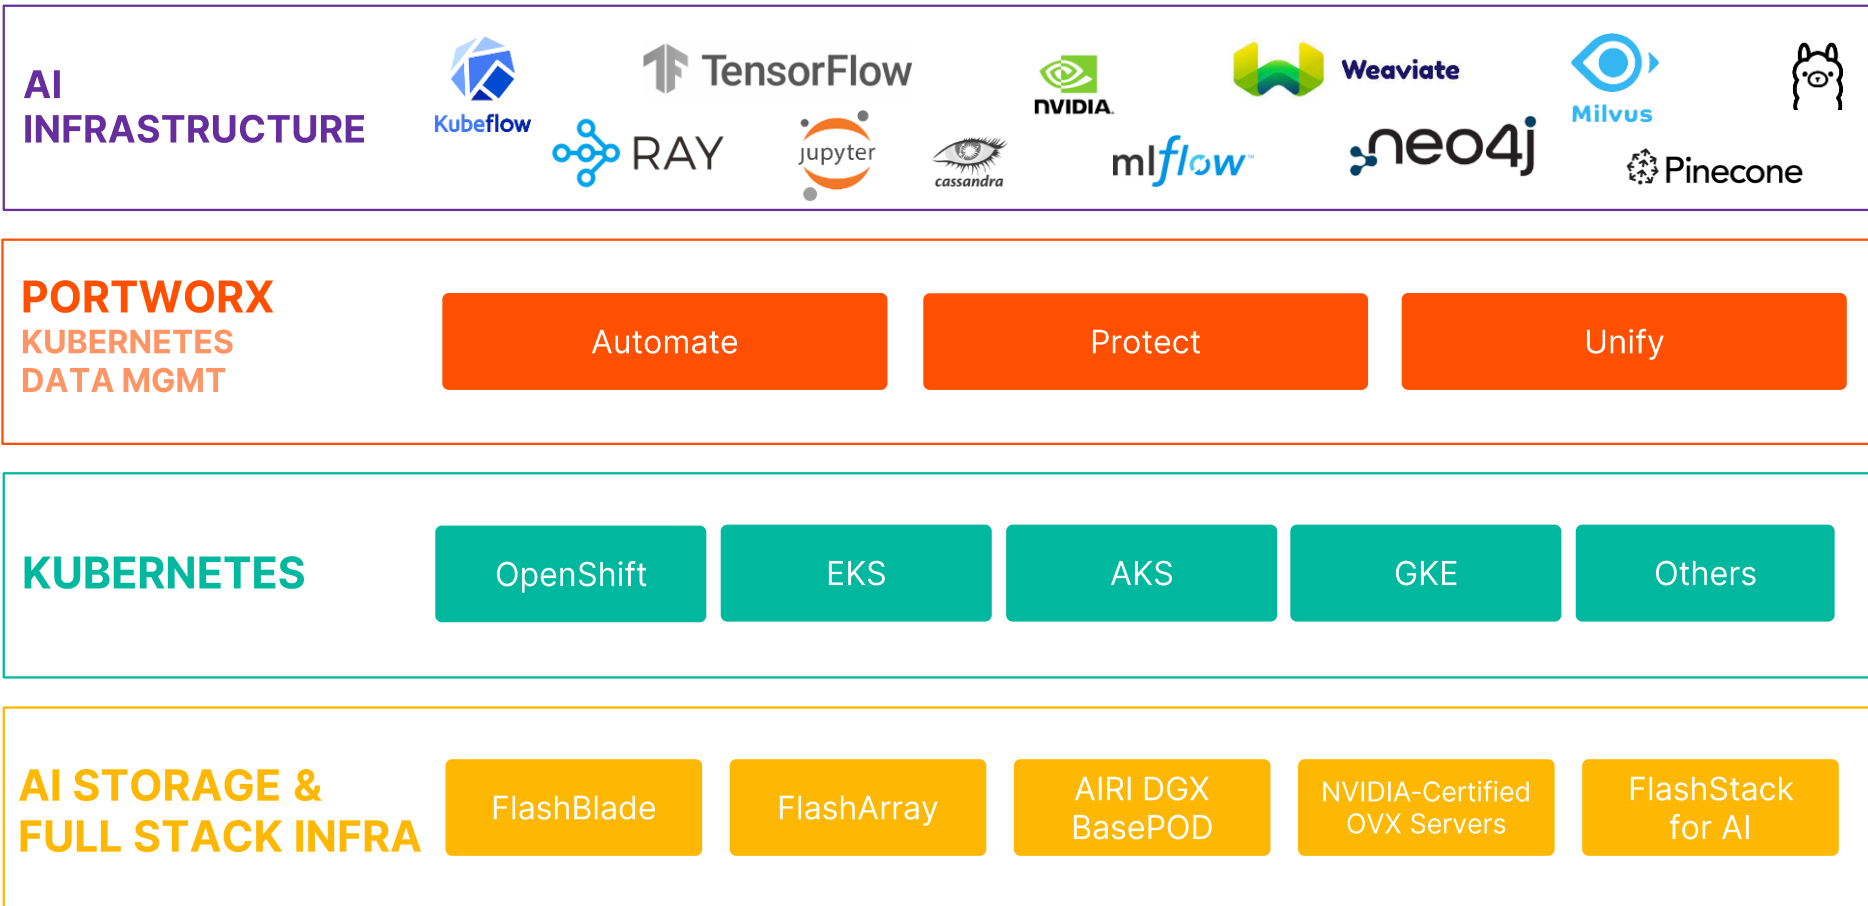 AI
INFRASTRUCTURE
Kubeflow
TensorFlow
NVIDIA.
Weaviate
Milvus
RAY
jupyter
cassandra
mlflow™
neo4j
Pinecone
PORTWORX
KUBERNETES
DATA MGMT
Automate
Protect
Unify
KUBERNETES
OpenShift
EKS
AKS
GKE
Others
AI STORAGE &
FULL STACK INFRA
FlashBlade
FlashArray
AIRI DGX
BasePOD
NVIDIA-Certified
OVX Servers
FlashStack
for AI